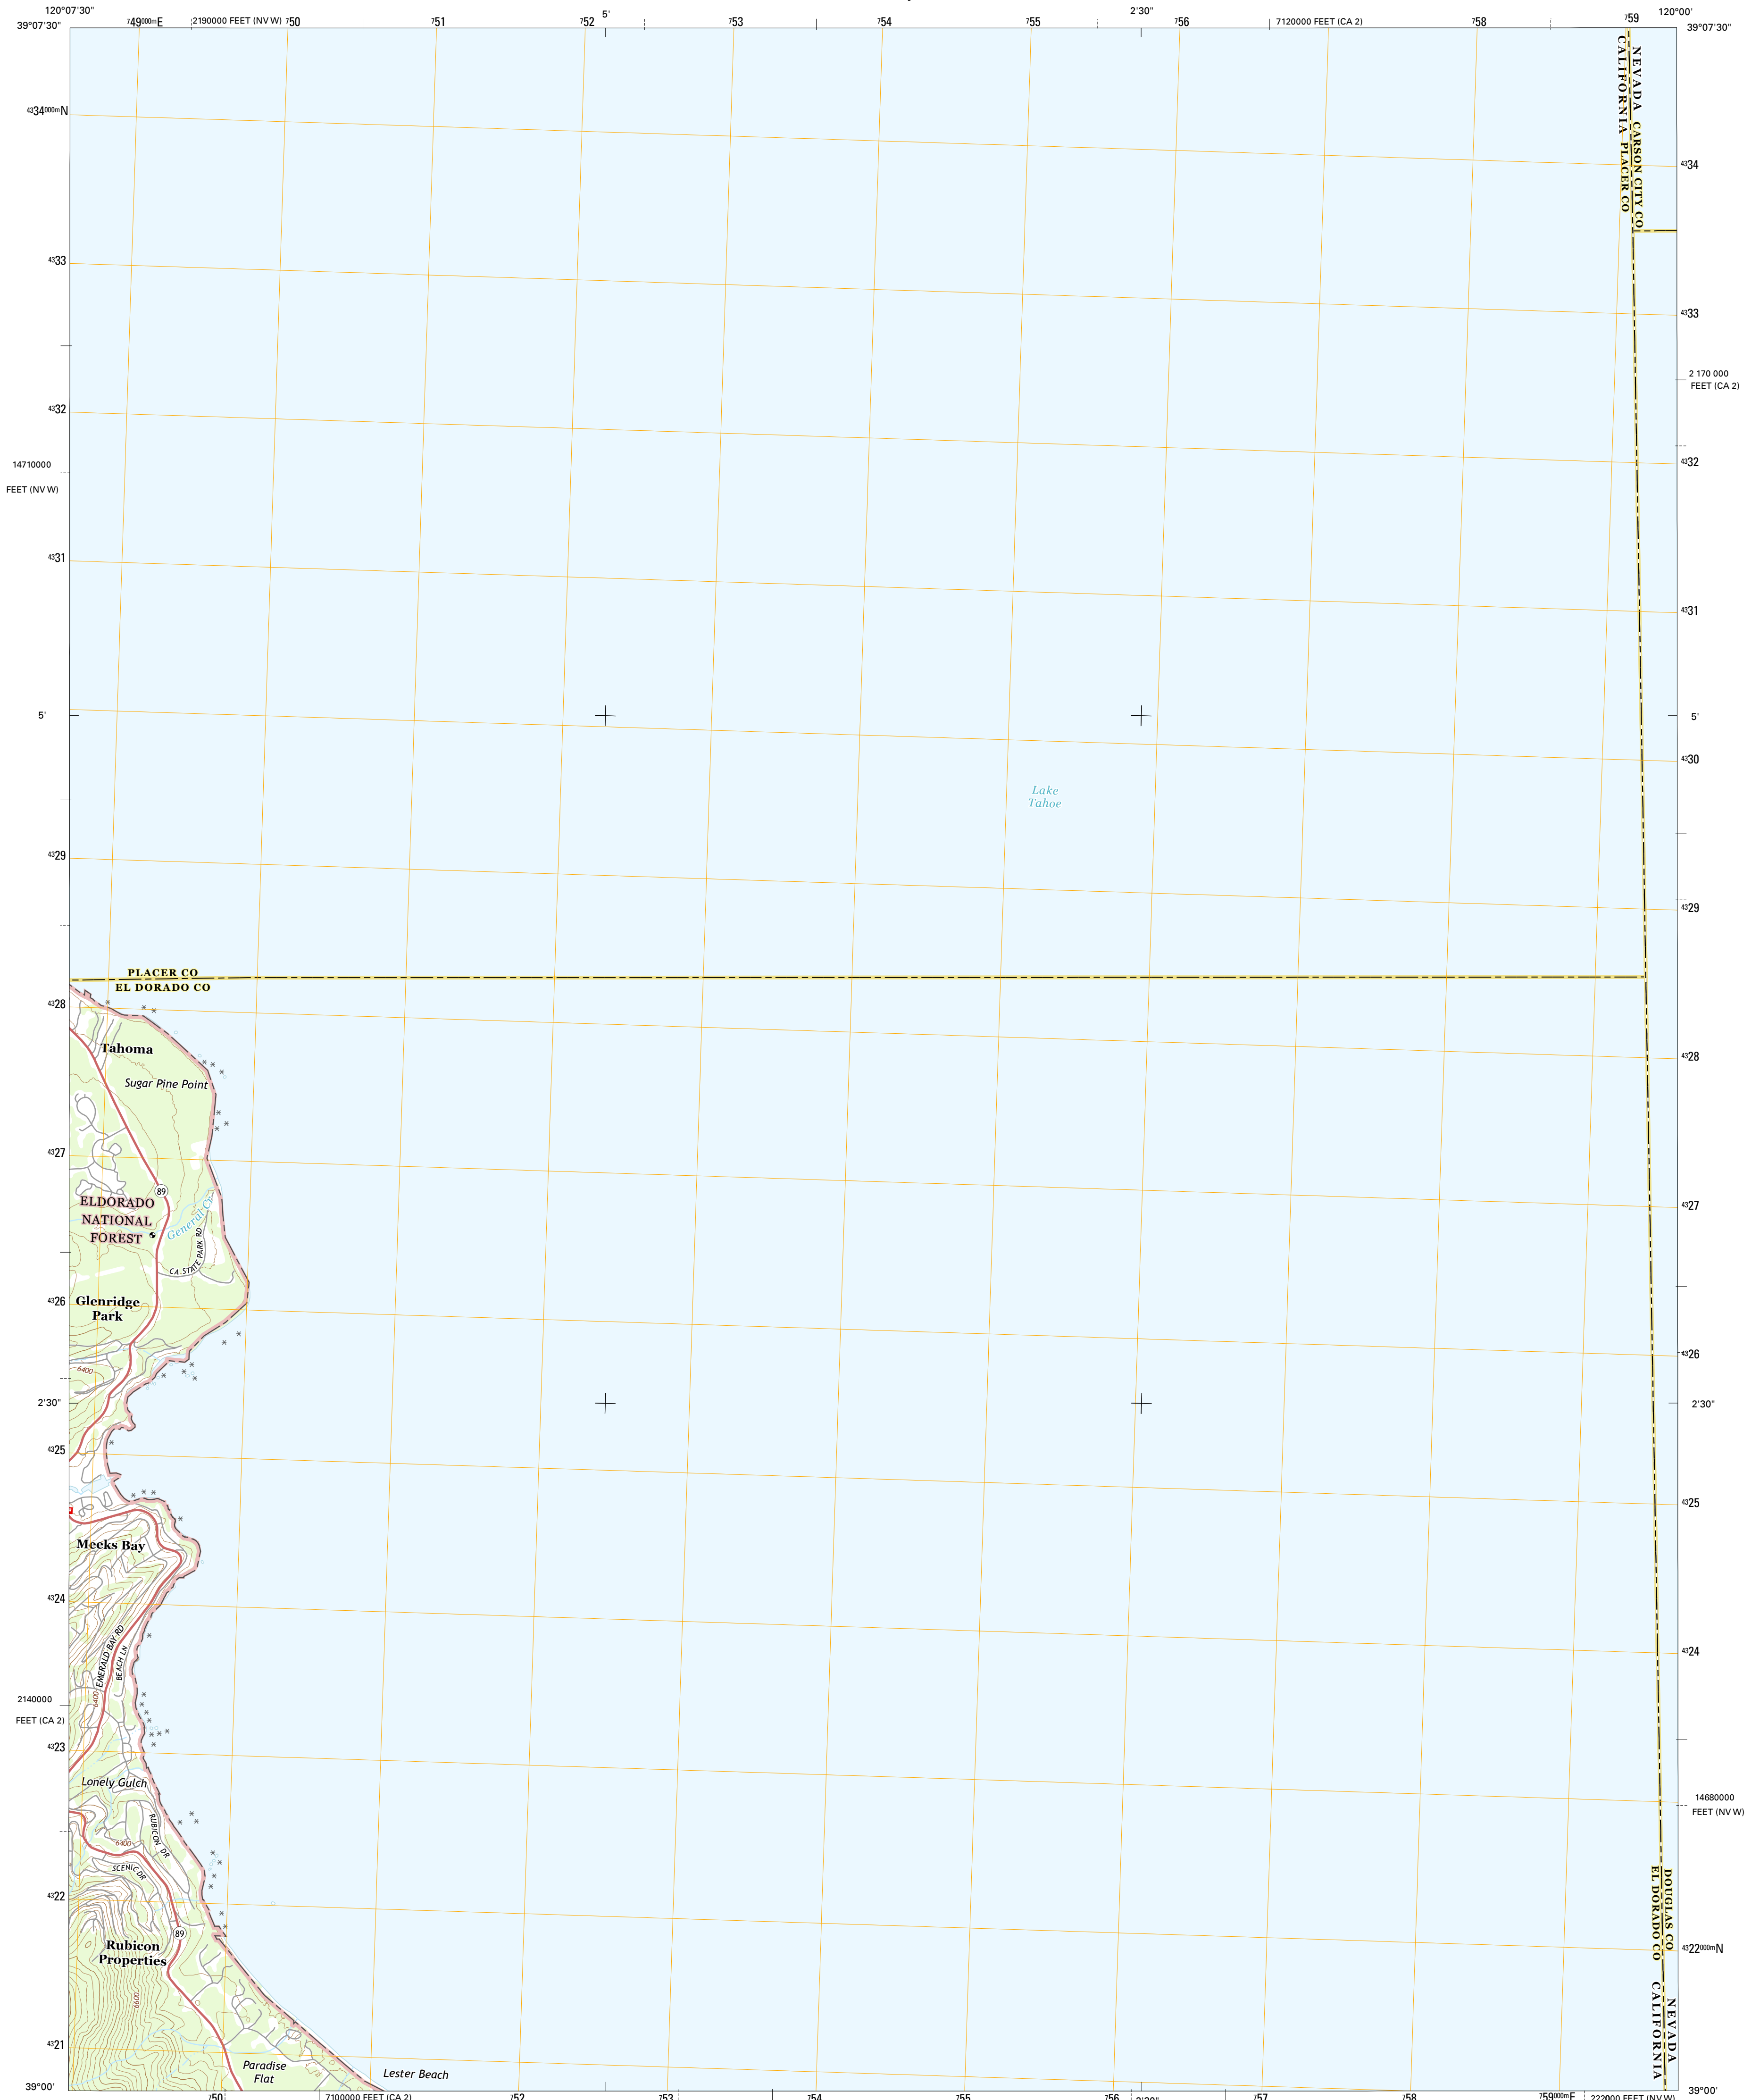 120°07'30"
39°07'30"
749000mE
2190000 FEET (NV W)
750
751
5'
752
753
754
755
2'30"
756
7120000 FEET (CA 2)
758
759
120°00'
39°07'30"
NEVADA CARSON CITY CO
CALIFORNIA PLACER CO
4334000mN
4334
4333
4333
2 170 000
FEET (CA 2)
4332
4332
14710000
FEET (NV W)
4331
4331
5'
5'
4330
Lake
Tahoe
4329
4329
PLACER CO
EL DORADO CO
4328
Tahoma
4328
Sugar Pine Point
4327
89
ELDORADO
NATIONAL
FOREST
General Cr
CA. STATE PARK RD
4327
4326
Glenridge
Park
4326
6400
2'30"
2'30"
4325
4325
Meeks Bay
4324
EMERALD BAY RD
BEACH LN
4324
6400
2140000
FEET (CA 2)
4323
Lonely Gulch
14680000
FEET (NV W)
RUBICON DR
6400
SCENIC DR
4322
89
DOUGLAS CO
EL DORADO CO
4322000mN
Rubicon
Properties
6600
NEVADA
CALIFORNIA
4321
Paradise
Flat
Lester Beach
39°00'
39°00'
750
7100000 FEET (CA 2)
752
753
754
755
756
2'30"
757
758
759000mE